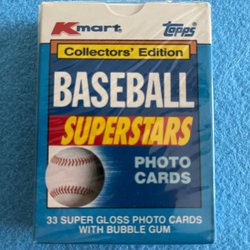 Kmart Topps
Collectors' Edition
BASEBALL
SUPERSTARS
PHOTO
CARDS
33 SUPER GLOSS PHOTO CARDS
WITH BUBBLE GUM